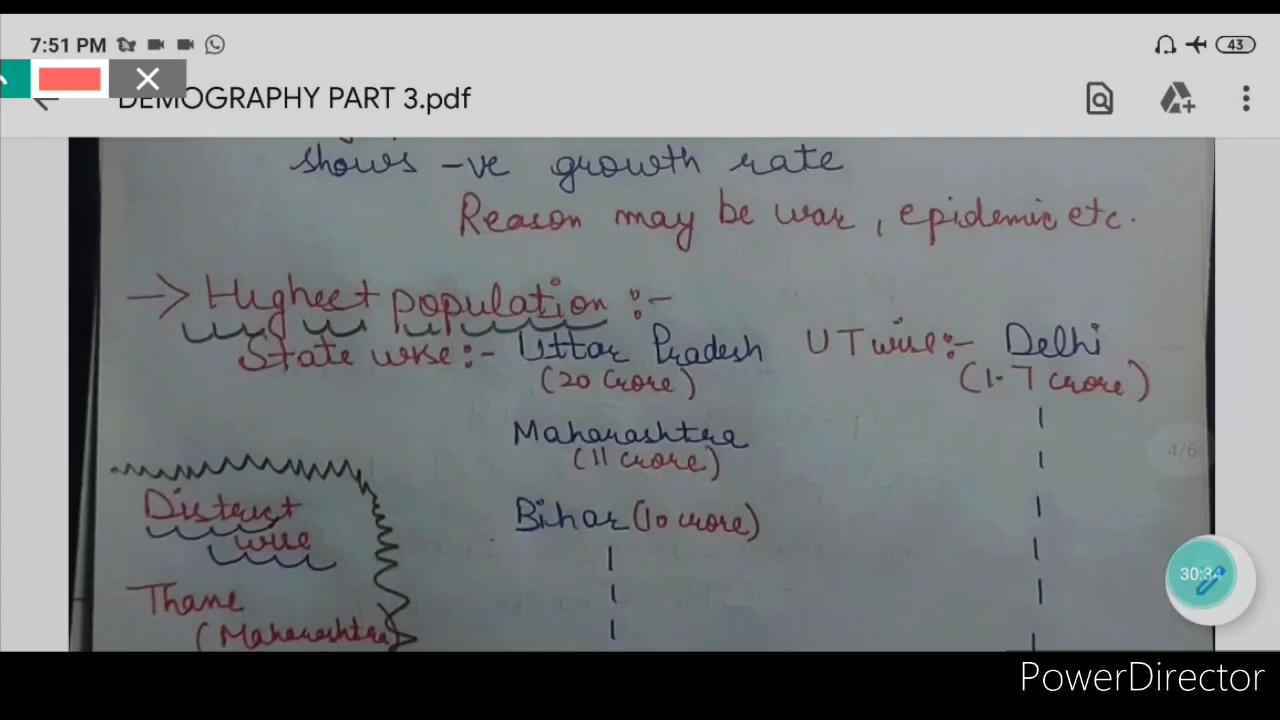 7:51 PM
43
DEMOGRAPHY PART 3.pdf
shows -ve growth rate
Reason may be war, epidemic etc.
→ Highest population :-
State wise :- Uttar Pradesh
(20 crore)
Maharashtra
(11 crore)
Bihar (10 crore)
UT wise :- Delhi
(1.7 crore)
4/6
District
wise
Thane
(Maharashtra)
30:34
PowerDirector